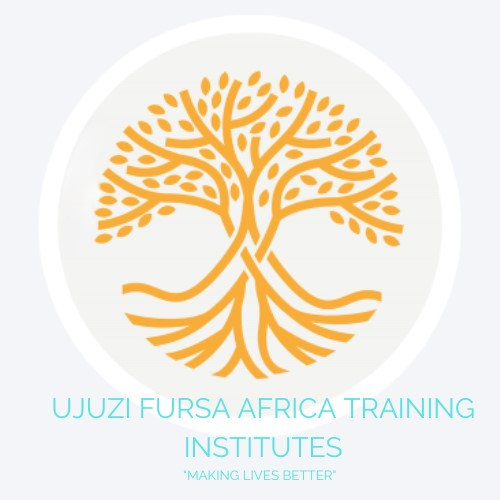 UJUZI FURSA AFRICA TRAINING
INSTITUTES
"MAKING LIVES BETTER"